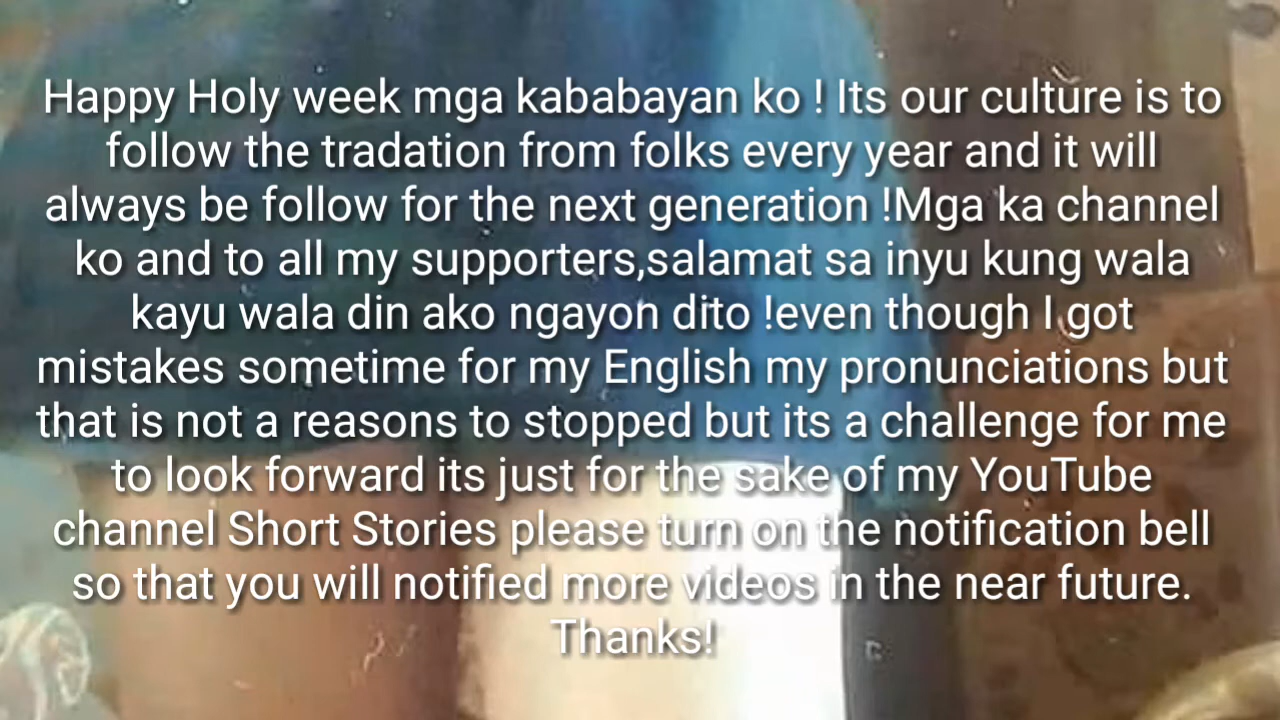 Happy Holy week mga kababayan ko ! Its our culture is to
follow the tradation from folks every year and it will
always be follow for the next generation !Mga ka channel
ko and to all my supporters,salamat sa inyu kung wala
kayu wala din ako ngayon dito !even though I got
mistakes sometime for my English my pronunciations but
that is not a reasons to stopped but its a challenge for me
to look forward its just for the sake of my YouTube
channel Short Stories please turn on the notification bell
so that you will notified more videos in the near future.
Thanks!